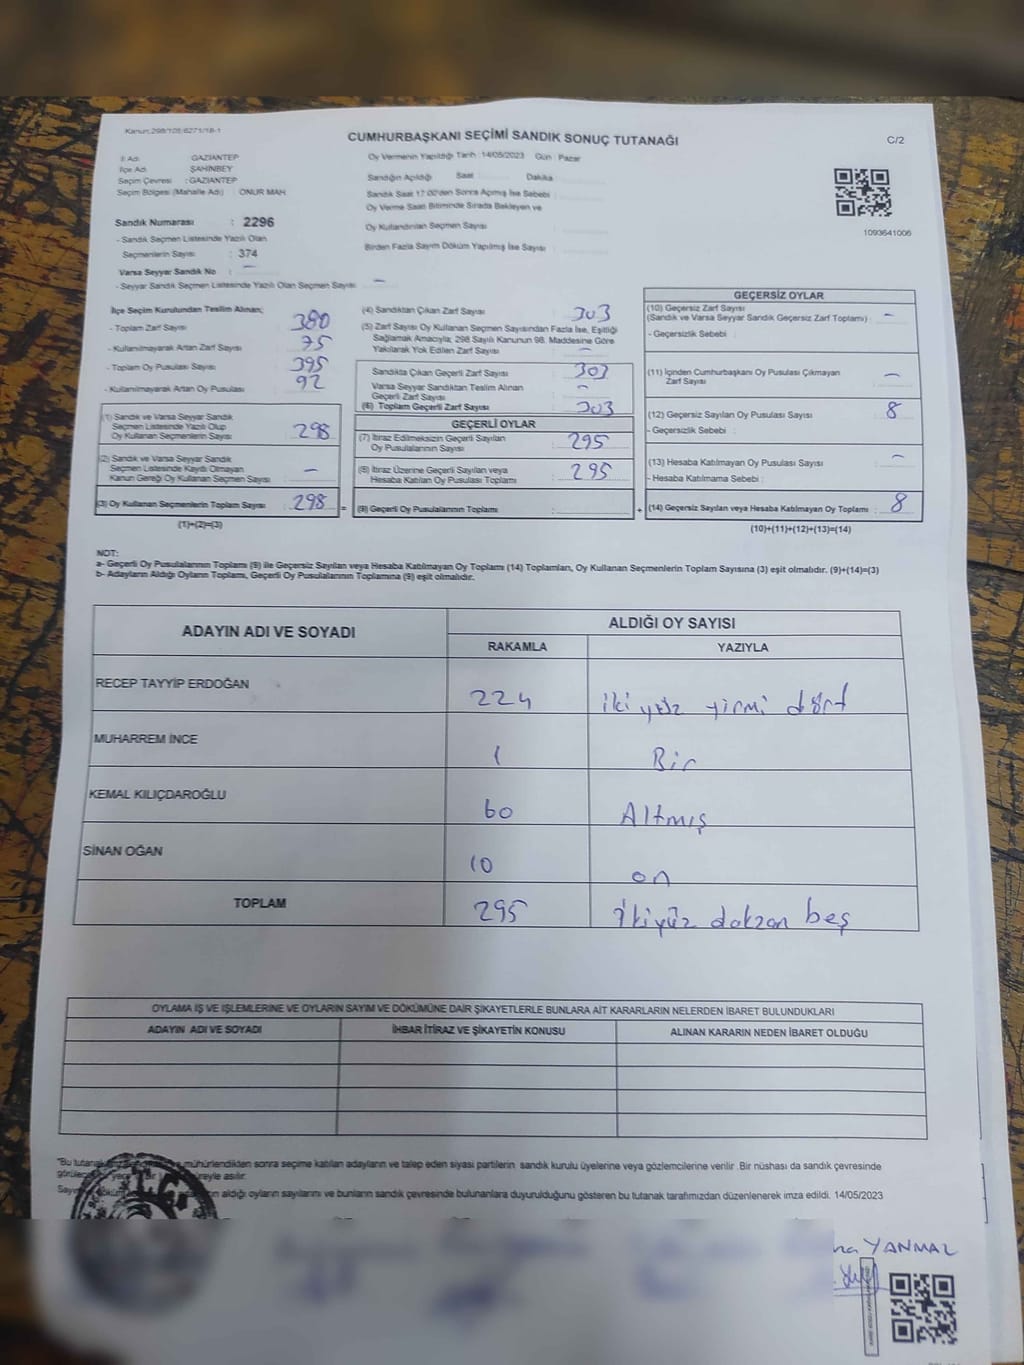 Kanun:298/105;6271/18-1
CUMHURBAŞKANI SEÇİMİ SANDIK SONUÇ TUTANAĞI
C/2
İl Adı : GAZİANTEP
İlçe Adı : ŞAHİNBEY
Seçim Çevresi : GAZİANTEP
Seçim Bölgesi (Mahalle Adı) : ONUR MAH
Oy Vermenin Yapıldığı Tarih :14/05/2023 Gün : Pazar
Sandığın Açıldığı Saat Dakika
Sandık Saat 17:00'den Sonra Açmış İse Sebebi :
Oy Verme Saati Bitiminde Sırada Bekleyen ve
Oy Kullandırılan Seçmen Sayısı :
Birden Fazla Sayım Döküm Yapılmış İse Sayısı :
1093641006
Sandık Numarası : 2296
- Sandık Seçmen Listesinde Yazılı Olan
Seçmenlerin Sayısı : 374
Varsa Seyyar Sandık No : —
- Seyyar Sandık Seçmen Listesinde Yazılı Olan Seçmen Sayısı : —
İlçe Seçim Kurulundan Teslim Alınan;
- Toplam Zarf Sayısı : 380
- Kullanılmayarak Artan Zarf Sayısı : 75
- Toplam Oy Pusulası Sayısı : 395
- Kullanılmayarak Artan Oy Pusulası : 92
(1) Sandık ve Varsa Seyyar Sandık
Seçmen Listesinde Yazılı Olup
Oy Kullanan Seçmenlerin Sayısı : 298
(2) Sandık ve Varsa Seyyar Sandık
Seçmen Listesinde Kayıtlı Olmayan
Kanun Gereği Oy Kullanan Seçmen Sayısı : —
(3) Oy Kullanan Seçmenlerin Toplam Sayısı : 298 =
(1)+(2)=(3)
(4) Sandıktan Çıkan Zarf Sayısı : 303
(5) Zarf Sayısı Oy Kullanan Seçmen Sayısından Fazla İse, Eşitliği
Sağlamak Amacıyla; 298 Sayılı Kanunun 98. Maddesine Göre
Yakılarak Yok Edilen Zarf Sayısı : —
Sandıkta Çıkan Geçerli Zarf Sayısı : 303
Varsa Seyyar Sandıktan Teslim Alınan
Geçerli Zarf Sayısı : —
(6) Toplam Geçerli Zarf Sayısı : 303
GEÇERLİ OYLAR
(7) İtiraz Edilmeksizin Geçerli Sayılan
Oy Pusulalarının Sayısı : 295
(8) İtiraz Üzerine Geçerli Sayılan veya
Hesaba Katılan Oy Pusulası Toplamı : 295
(9) Geçerli Oy Pusulalarının Toplamı : +
GEÇERSİZ OYLAR
(10) Geçersiz Zarf Sayısı
(Sandık ve Varsa Seyyar Sandık Geçersiz Zarf Toplamı) : —
- Geçersizlik Sebebi :
(11) İçinden Cumhurbaşkanı Oy Pusulası Çıkmayan
Zarf Sayısı : —
(12) Geçersiz Sayılan Oy Pusulası Sayısı : 8
- Geçersizlik Sebebi :
(13) Hesaba Katılmayan Oy Pusulası Sayısı : —
- Hesaba Katılmama Sebebi :
(14) Geçersiz Sayılan veya Hesaba Katılmayan Oy Toplamı : 8
(10)+(11)+(12)+(13)=(14)
NOT:
a- Geçerli Oy Pusulalarının Toplamı (9) ile Geçersiz Sayılan veya Hesaba Katılmayan Oy Toplamı (14) Toplamları, Oy Kullanan Seçmenlerin Toplam Sayısına (3) eşit olmalıdır. (9)+(14)=(3)
b- Adayların Aldığı Oyların Toplamı, Geçerli Oy Pusulalarının Toplamına (9) eşit olmalıdır.
ADAYIN ADI VE SOYADI
ALDIĞI OY SAYISI
RAKAMLA YAZIYLA
RECEP TAYYİP ERDOĞAN 224 iki yüz yirmi dört
MUHARREM İNCE 1 Bir
KEMAL KILIÇDAROĞLU 60 Altmış
SİNAN OĞAN 10 on
TOPLAM 295 ikiyüz dokzan beş
OYLAMA İŞ VE İŞLEMLERİNE VE OYLARIN SAYIM VE DÖKÜMÜNE DAİR ŞİKAYETLERLE BUNLARA AİT KARARLARIN NELERDEN İBARET BULUNDUKLARI
ADAYIN ADI VE SOYADI İHBAR İTİRAZ VE ŞİKAYETİN KONUSU ALINAN KARARIN NEDEN İBARET OLDUĞU
"Bu tutanak mühürlendikten sonra seçime katılan adayların ve talep eden siyasi partilerin sandık kurulu üyelerine veya gözlemcilerine verilir .Bir nüshası da sandık çevresinde
asılır.
aldığı oyların sayılarını ve bunların sandık çevresinde bulunanlara duyurulduğunu gösteren bu tutanak tarafımızdan düzenlenerek imza edildi. 14/05/2023
YANMAL